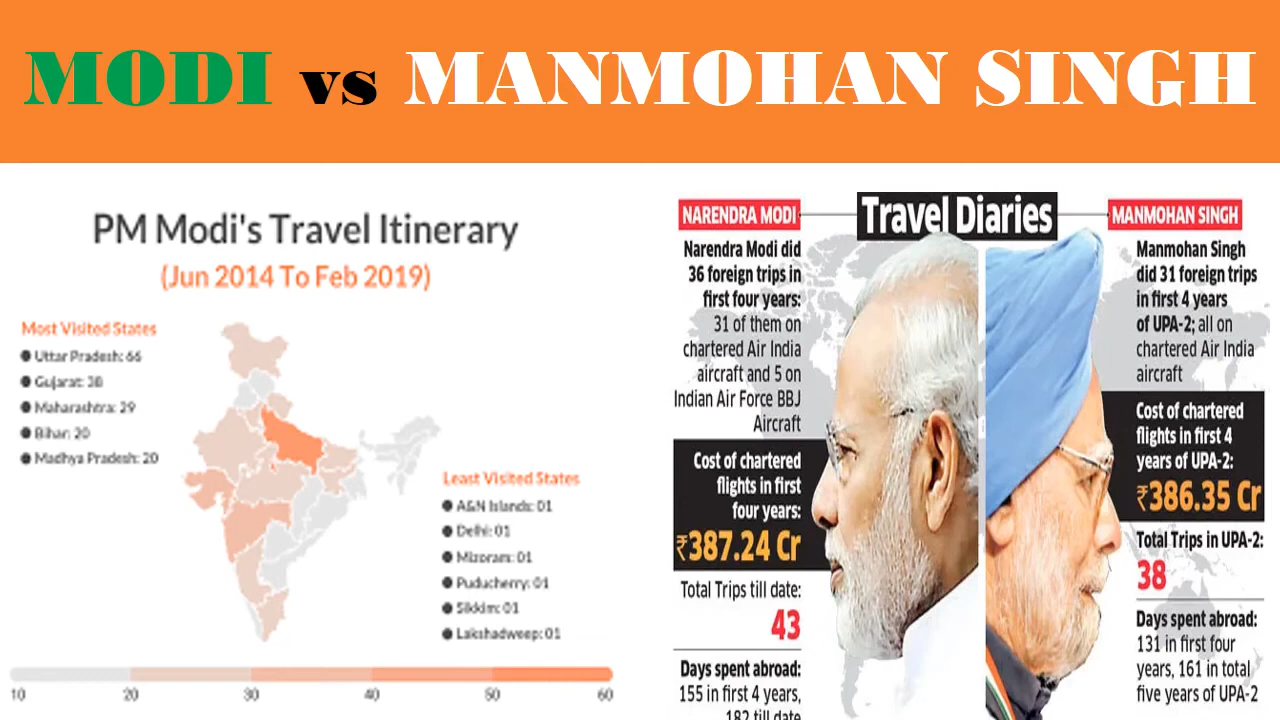 MODI vs MANMOHAN SINGH
PM Modi's Travel Itinerary
(Jun 2014 To Feb 2019)
Most Visited States
Uttar Pradesh: 66
Gujarat: 38
Maharashtra: 29
Bihar: 20
Madhya Pradesh: 20
Least Visited States
A&N Islands: 01
Delhi: 01
Mizoram: 01
Puducherry: 01
Sikkim: 01
Lakshadweep: 01
10 20 30 40 50 60
Travel Diaries
NARENDRA MODI
Narendra Modi did
36 foreign trips in
first four years:
31 of them on
chartered Air India
aircraft and 5 on
Indian Air Force BBJ
Aircraft
Cost of chartered
flights in first
four years:
₹387.24 Cr
Total Trips till date:
43
Days spent abroad:
155 in first 4 years,
182 till date
MANMOHAN SINGH
Manmohan Singh
did 31 foreign trips
in first 4 years
of UPA-2; all on
chartered Air India
aircraft
Cost of chartered
flights in first 4
years of UPA-2:
₹386.35 Cr
Total Trips in UPA-2:
38
Days spent abroad:
131 in first four
years, 161 in total
five years of UPA-2